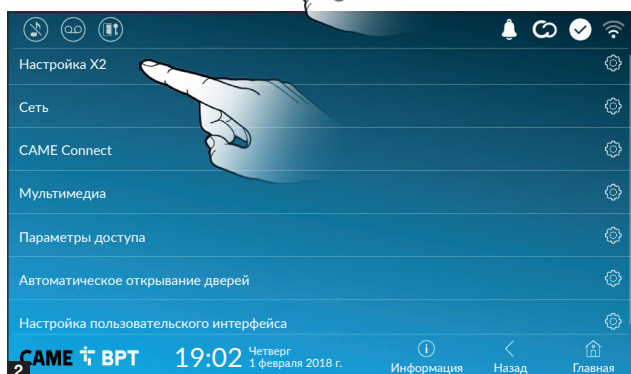 Настройка X2
Сеть
CAME Connect
Мультимедиа
Параметры доступа
Автоматическое открывание дверей
Настройка пользовательского интерфейса
2
CAME BPT
19:02
Четверг
1 февраля 2018 г.
Информация
Назад
Главная